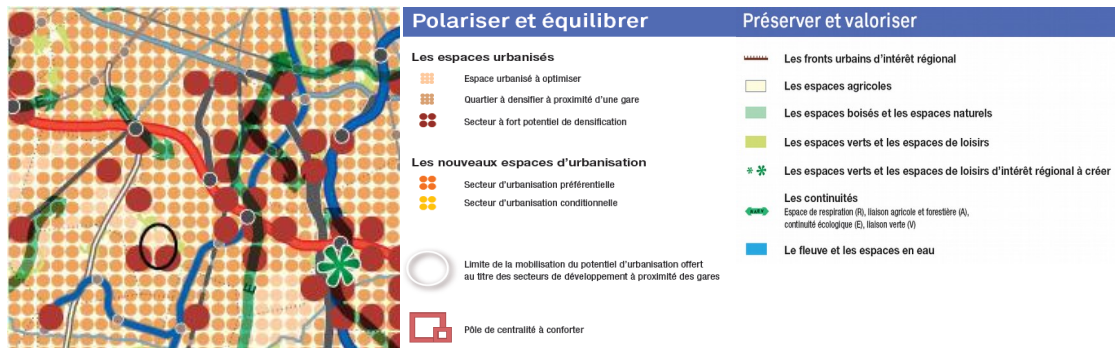 Polariser et équilibrer
Les espaces urbanisés
Espace urbanisé à optimiser
Quartier à densifier à proximité d'une gare
Secteur à fort potentiel de densification
Les nouveaux espaces d'urbanisation
Secteur d'urbanisation préférentielle
Secteur d'urbanisation conditionnelle
Limite de la mobilisation du potentiel d'urbanisation offert
au titre des secteurs de développement à proximité des gares
Pôle de centralité à conforter
Préserver et valoriser
Les fronts urbains d'intérêt régional
Les espaces agricoles
Les espaces boisés et les espaces naturels
Les espaces verts et les espaces de loisirs
Les espaces verts et les espaces de loisirs d'intérêt régional à créer
Les continuités
Espace de respiration (R), liaison agricole et forestière (A),
continuité écologique (E), liaison verte (V)
Le fleuve et les espaces en eau